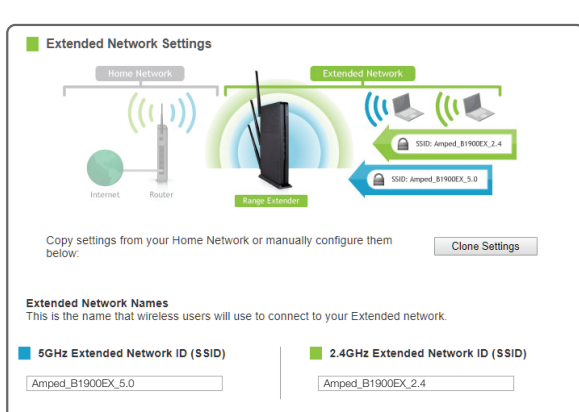 Extended Network Settings
Home Network
Extended Network
SSID: Amped_B1900EX_2.4
SSID: Amped_B1900EX_5.0
Internet
Router
Range Extender
Copy settings from your Home Network or manually configure them
below:
Clone Settings
Extended Network Names
This is the name that wireless users will use to connect to your Extended network.
5GHz Extended Network ID (SSID)
2.4GHz Extended Network ID (SSID)
Amped_B1900EX_5.0
Amped_B1900EX_2.4